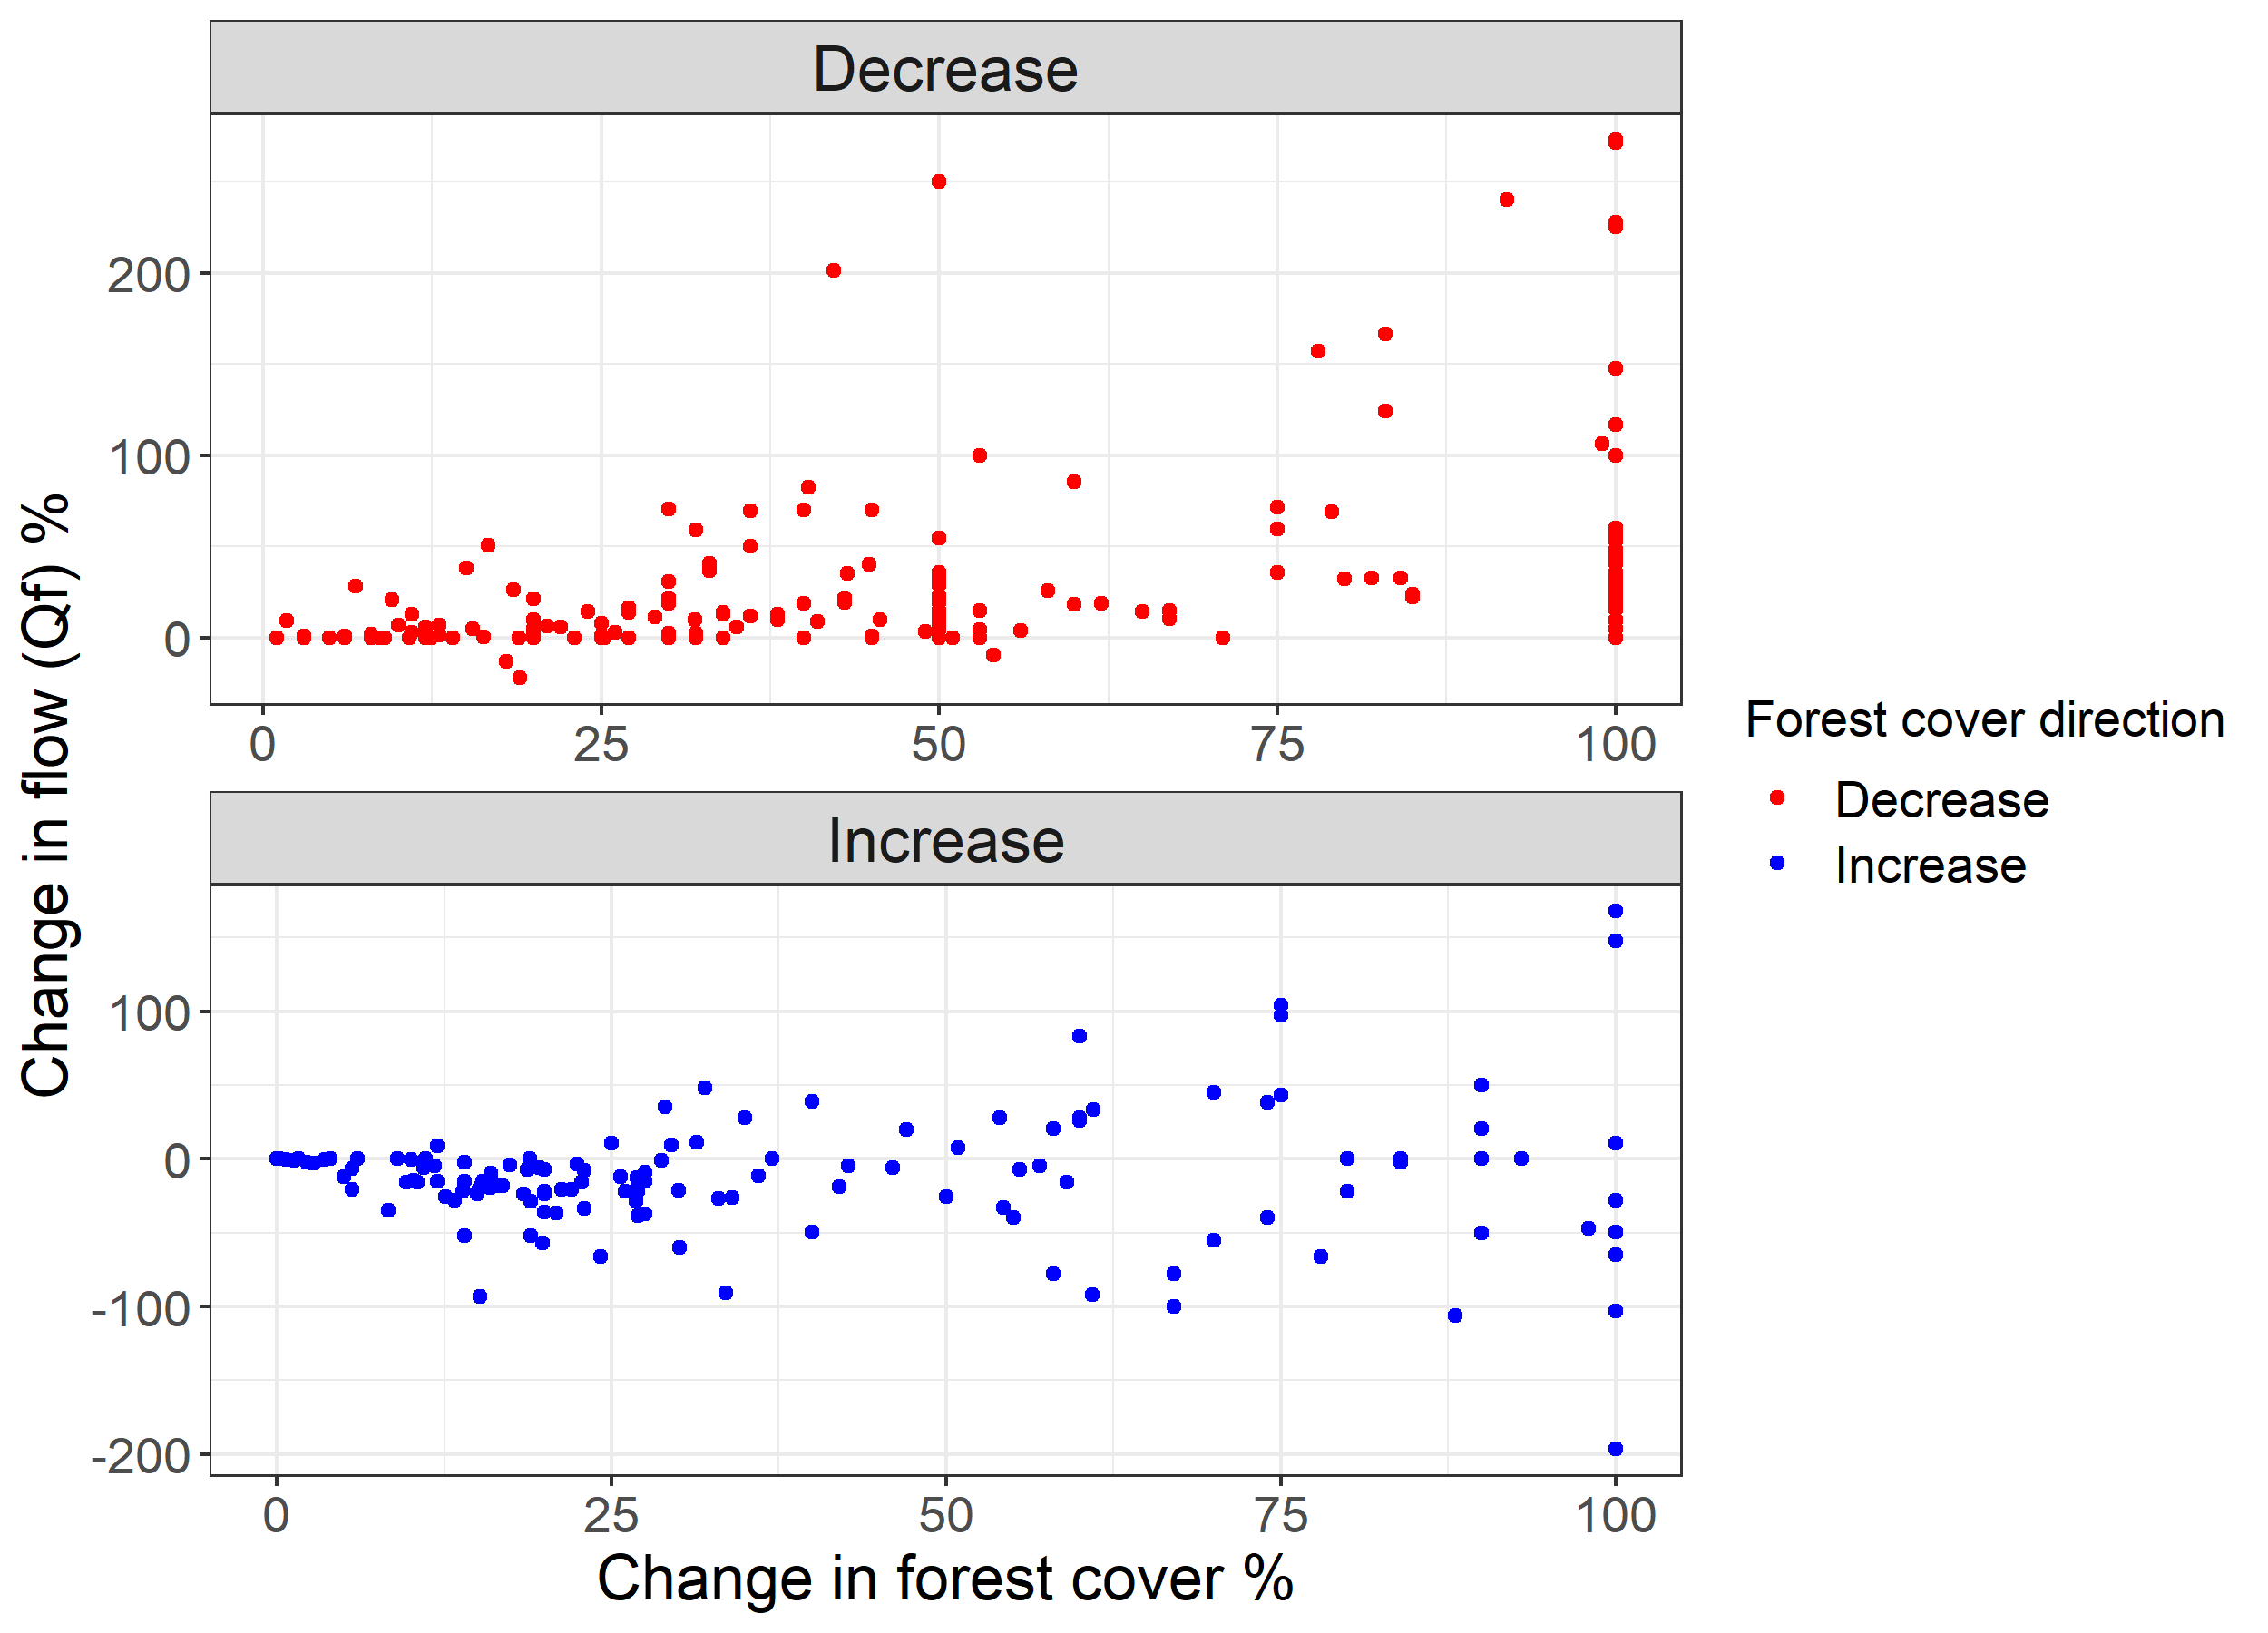 Decrease
200
100
0
0 25 50 75 100
Increase
100
0
-100
-200
0 25 50 75 100
Change in forest cover %
Change in flow (Qf) %
Forest cover direction
Decrease
Increase